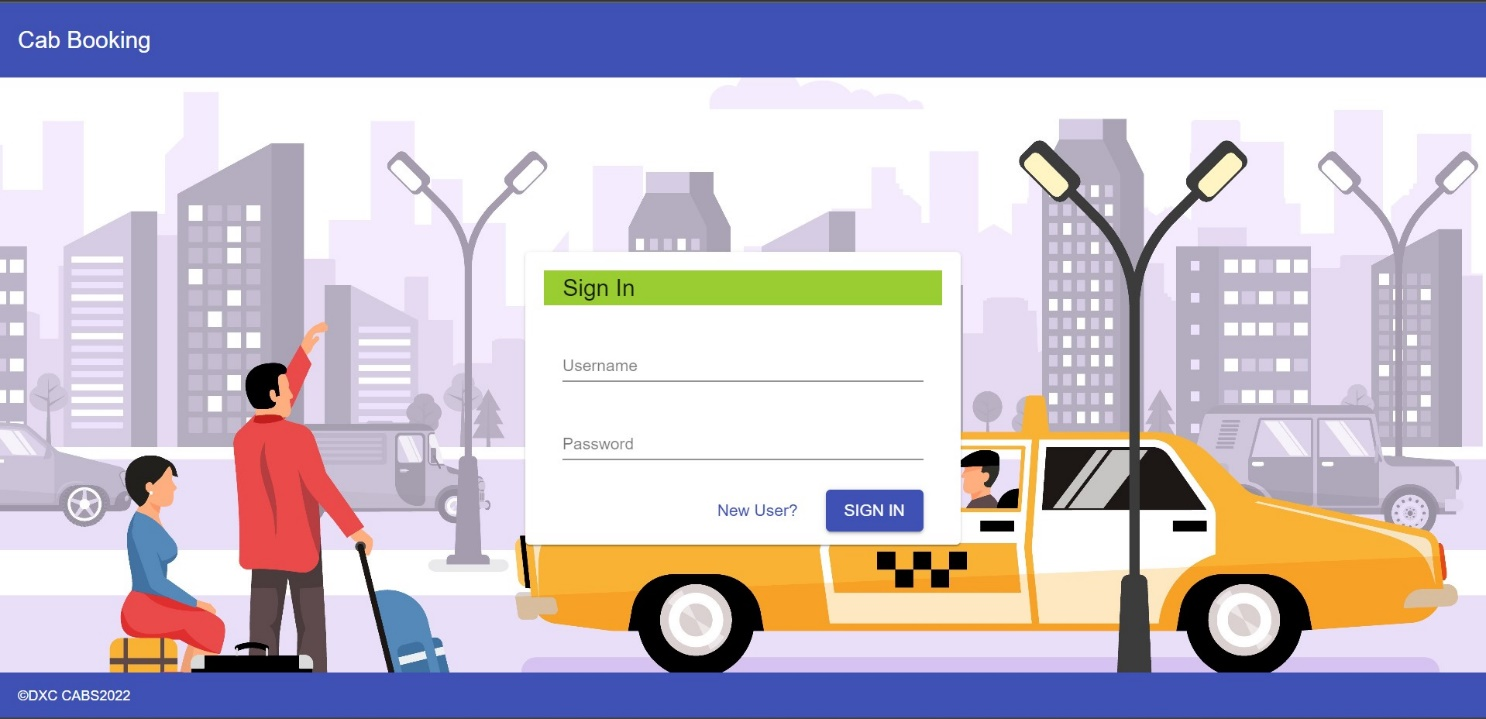 Cab Booking
Sign In
Username
Password
New User? SIGN IN
©DXC CABS2022